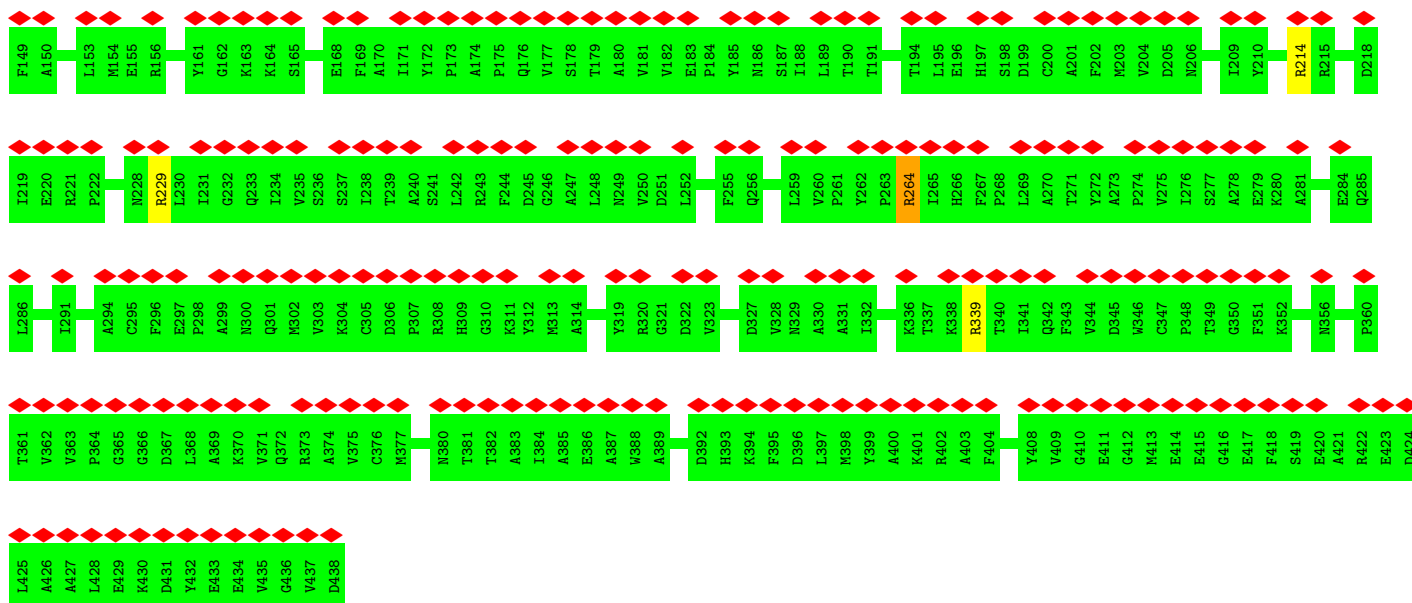 F149 A150 L153 M154 E155 R156 Y161 G162 K163 K164 S165 E168 F169 A170 I171 Y172 P173 A174 P175 Q176 V177 S178 T179 A180 V181 V182 E183 P184 Y185 N186 S187 I188 L189 T190 T191 T194 L195 E196 H197 S198 D199 C200 A201 F202 M203 V204 D205 N206 I209 Y210 R214 R215 D218
I219 E220 R221 P222 N228 R229 L230 I231 G232 Q233 I234 V235 S236 S237 I238 T239 A240 S241 L242 R243 F244 D245 G246 A247 L248 N249 V250 D251 L252 F255 Q256 L259 V260 P261 Y262 P263 R264 I265 H266 F267 P268 L269 A270 T271 Y272 A273 P274 V275 I276 S277 A278 E279 K280 A281 E284 Q285
L286 I291 A294 C295 F296 E297 P298 A299 N300 Q301 M302 V303 K304 C305 D306 P307 R308 H309 G310 K311 Y312 M313 A314 Y319 R320 G321 D322 V323 D327 V328 N329 A330 A331 I332 K336 T337 K338 R339 T340 I341 Q342 F343 V344 D345 W346 C347 P348 T349 G350 F351 K352 N356 P360
T361 V362 V363 P364 G365 G366 D367 L368 A369 K370 V371 Q372 R373 A374 V375 C376 M377 N380 T381 T382 A383 I384 A385 E386 A387 W388 A389 D392 H393 K394 F395 D396 L397 M398 Y399 A400 K401 R402 A403 F404 Y408 V409 G410 E411 G412 M413 E414 E415 G416 E417 F418 S419 E420 A421 R422 E423 D424
L425 A426 A427 L428 E429 K430 D431 Y432 E433 E434 V435 G436 V437 D438